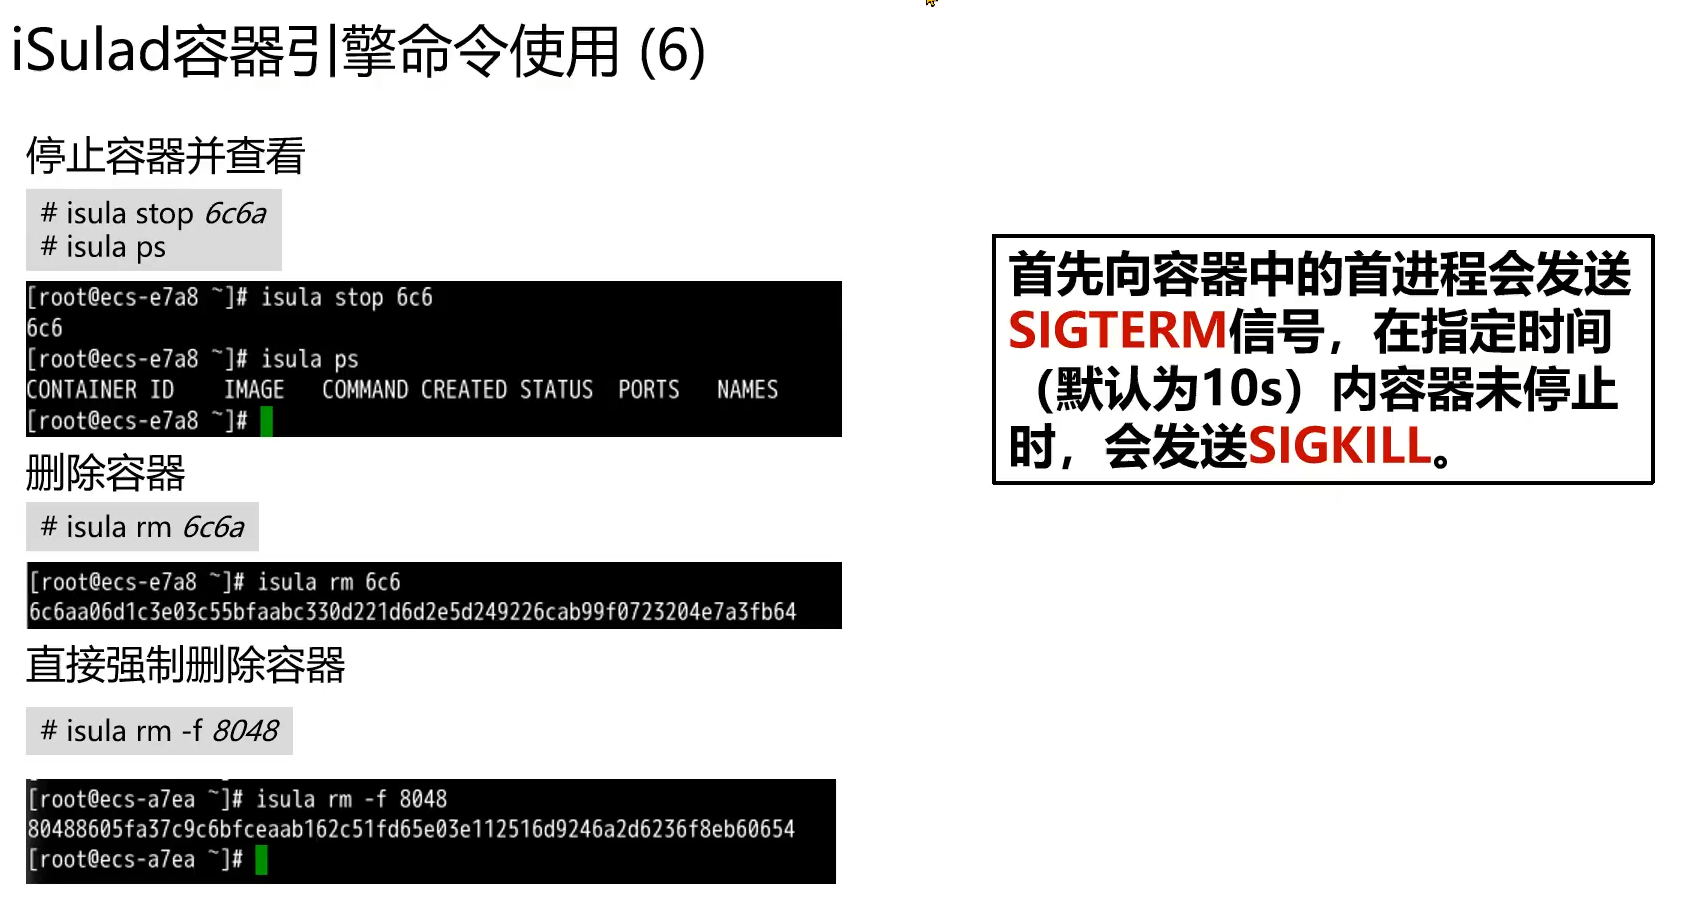 iSulad容器引擎命令使用 (6)
停止容器并查看
# isula stop 6c6a
# isula ps
[root@ecs-e7a8 ~]# isula stop 6c6
6c6
[root@ecs-e7a8 ~]# isula ps
CONTAINER ID    IMAGE   COMMAND CREATED STATUS  PORTS   NAMES
[root@ecs-e7a8 ~]#
删除容器
# isula rm 6c6a
[root@ecs-e7a8 ~]# isula rm 6c6
6c6aa06d1c3e03c55bfaabc330d221d6d2e5d249226cab99f0723204e7a3fb64
直接强制删除容器
# isula rm -f 8048
[root@ecs-a7ea ~]# isula rm -f 8048
80488605fa37c9c6bfceaab162c51fd65e03e112516d9246a2d6236f8eb60654
[root@ecs-a7ea ~]#
首先向容器中的首进程会发送
SIGTERM信号，在指定时间
（默认为10s）内容器未停止
时，会发送SIGKILL。